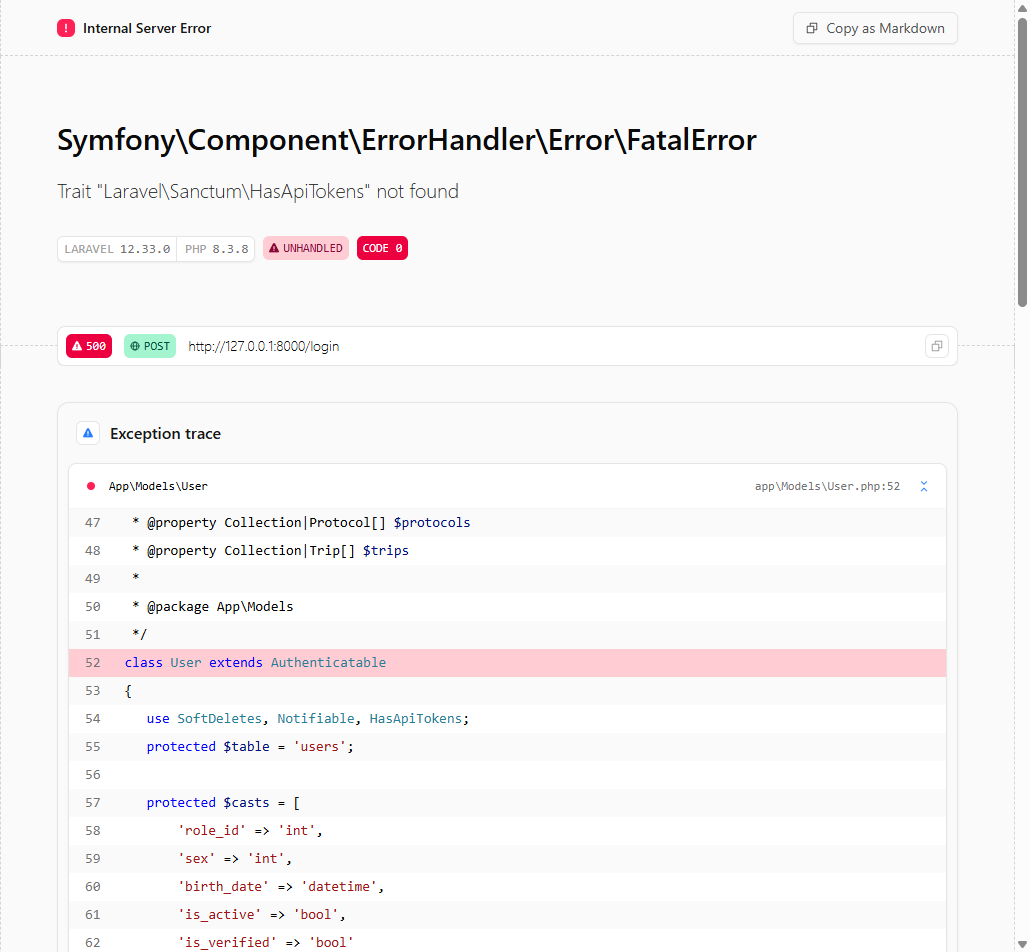 ! Internal Server Error
Copy as Markdown
Symfony\Component\ErrorHandler\Error\FatalError
Trait "Laravel\Sanctum\HasApiTokens" not found
LARAVEL 12.33.0 PHP 8.3.8 UNHANDLED CODE 0
500 POST http://127.0.0.1:8000/login
Exception trace
App\Models\User app\Models\User.php:52
47 * @property Collection|Protocol[] $protocols
48 * @property Collection|Trip[] $trips
49 *
50 * @package App\Models
51 */
52 class User extends Authenticatable
53 {
54 use SoftDeletes, Notifiable, HasApiTokens;
55 protected $table = 'users';
56
57 protected $casts = [
58 'role_id' => 'int',
59 'sex' => 'int',
60 'birth_date' => 'datetime',
61 'is_active' => 'bool',
62 'is_verified' => 'bool'